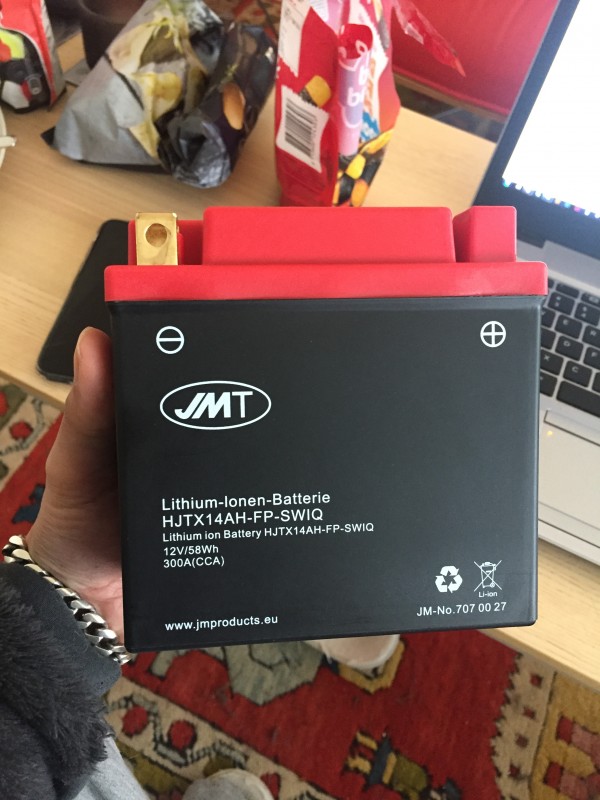 JMT
Lithium-Ionen-Batterie
HJTX14AH-FP-SWIQ
Lithium ion Battery HJTX14AH-FP-SWIQ
12V/58Wh
300A(CCA)
Li-ion
JM-No.707 00 27
www.jmproducts.eu